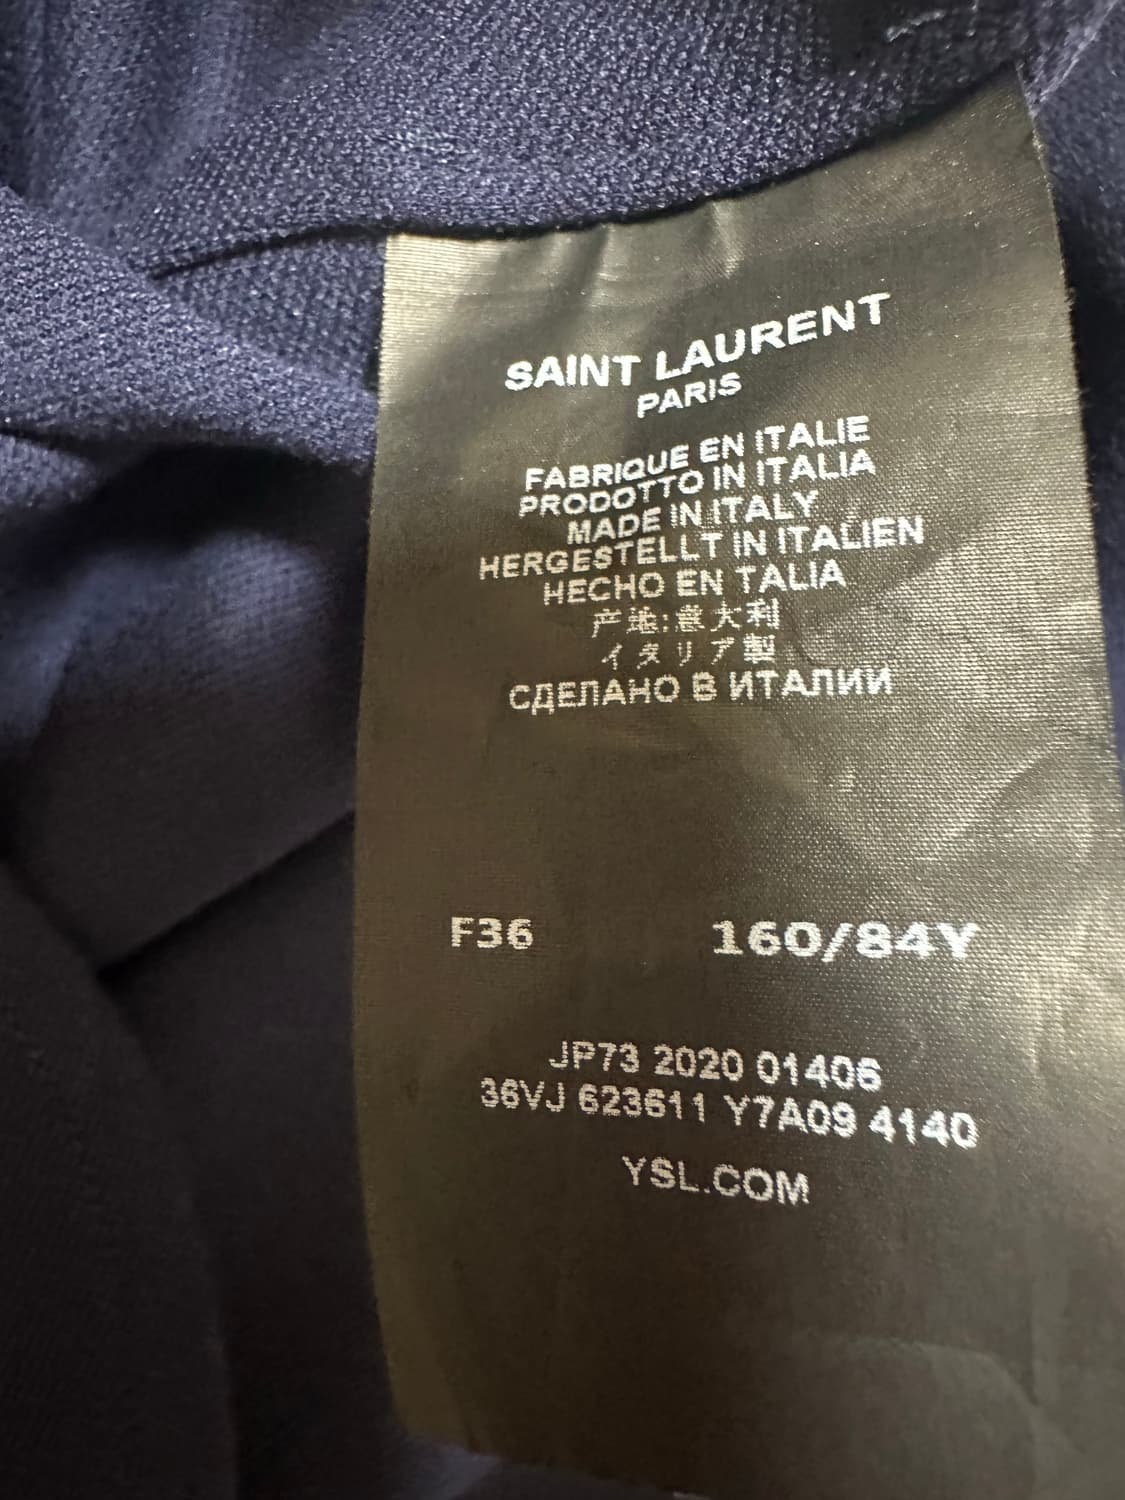 SAINT LAURENT
PARIS
FABRIQUE EN ITALIE
PRODOTTO IN ITALIA
MADE IN ITALY
HERGESTELLT IN ITALIEN
HECHO EN TALIA
产地:意大利
イタリア製
СДЕЛАНО В ИТАЛИИ
F36 160/84Y
JP73 2020 01406
36VJ 623611 Y7A09 4140
YSL.COM